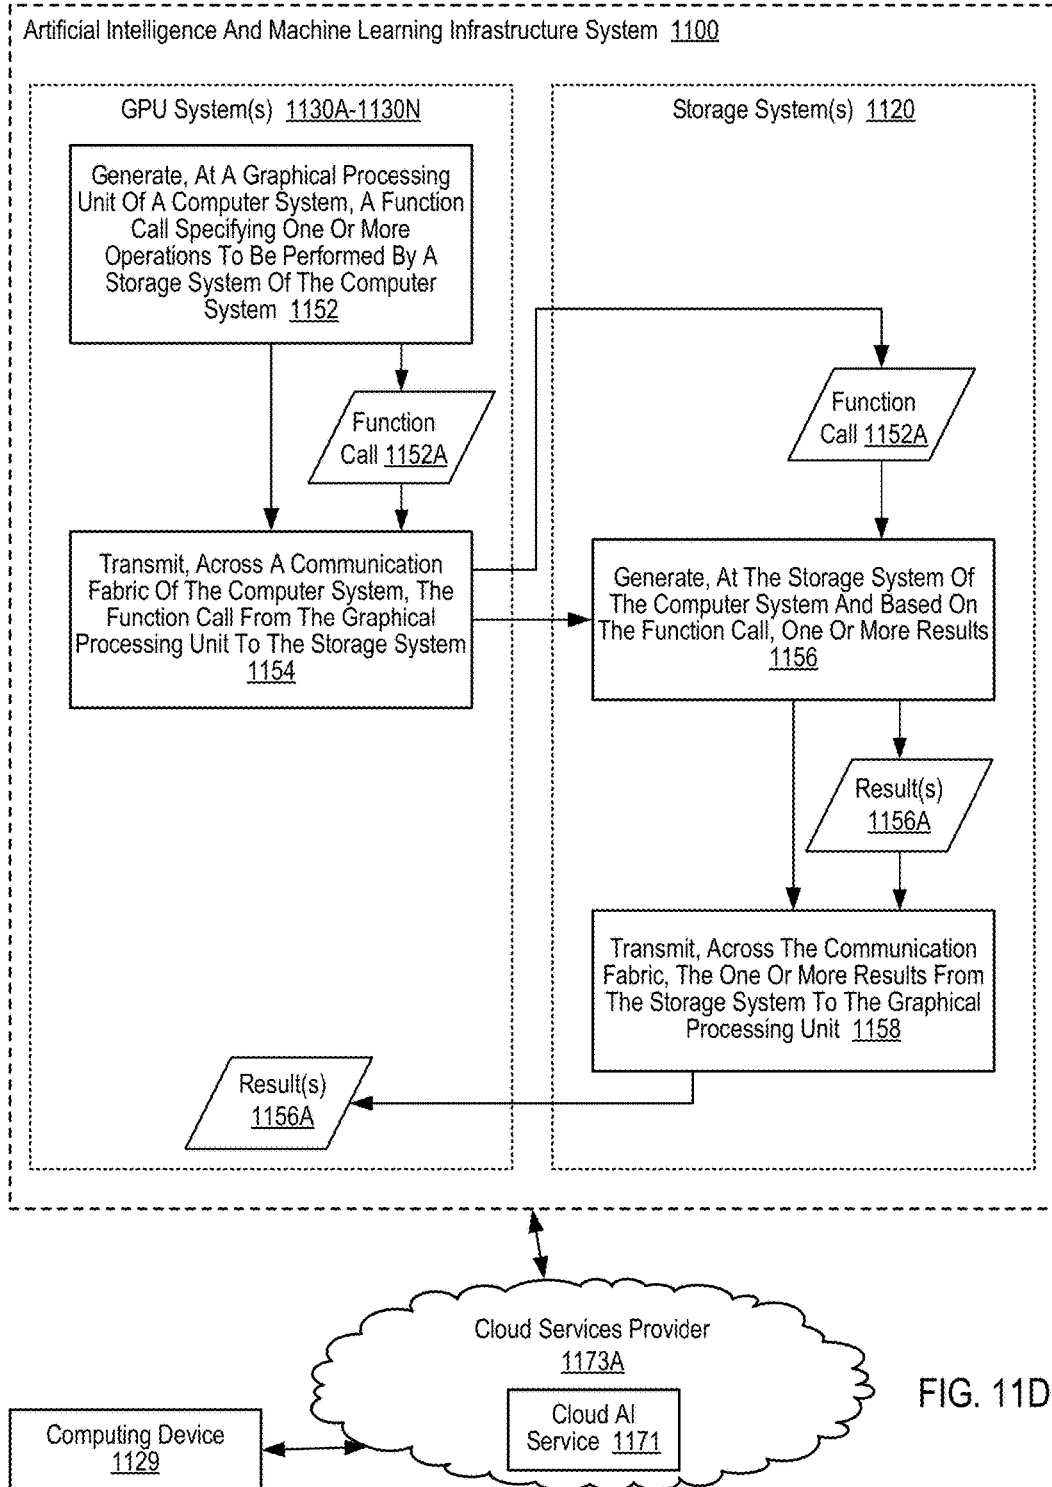 Artificial Intelligence And Machine Learning Infrastructure System 1100
GPU System(s) 1130A-1130N
Generate, At A Graphical Processing
Unit Of A Computer System, A Function
Call Specifying One Or More
Operations To Be Performed By A
Storage System Of The Computer
System 1152
Function
Call 1152A
Transmit, Across A Communication
Fabric Of The Computer System, The
Function Call From The Graphical
Processing Unit To The Storage System
1154
Storage System(s) 1120
Function
Call 1152A
Generate, At The Storage System Of
The Computer System And Based On
The Function Call, One Or More Results
1156
Result(s)
1156A
Transmit, Across The Communication
Fabric, The One Or More Results From
The Storage System To The Graphical
Processing Unit 1158
Result(s)
1156A
Cloud Services Provider
1173A
Cloud AI
Service 1171
Computing Device
1129
FIG. 11D